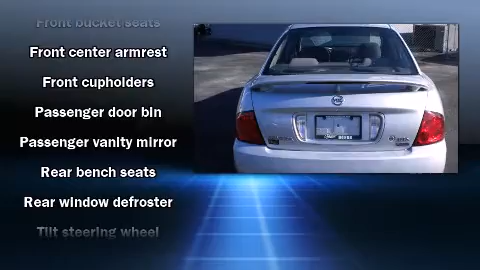 Front bucket seats
Front center armrest
Front cupholders
Passenger door bin
Passenger vanity mirror
Rear bench seats
Rear window defroster
Tilt steering wheel